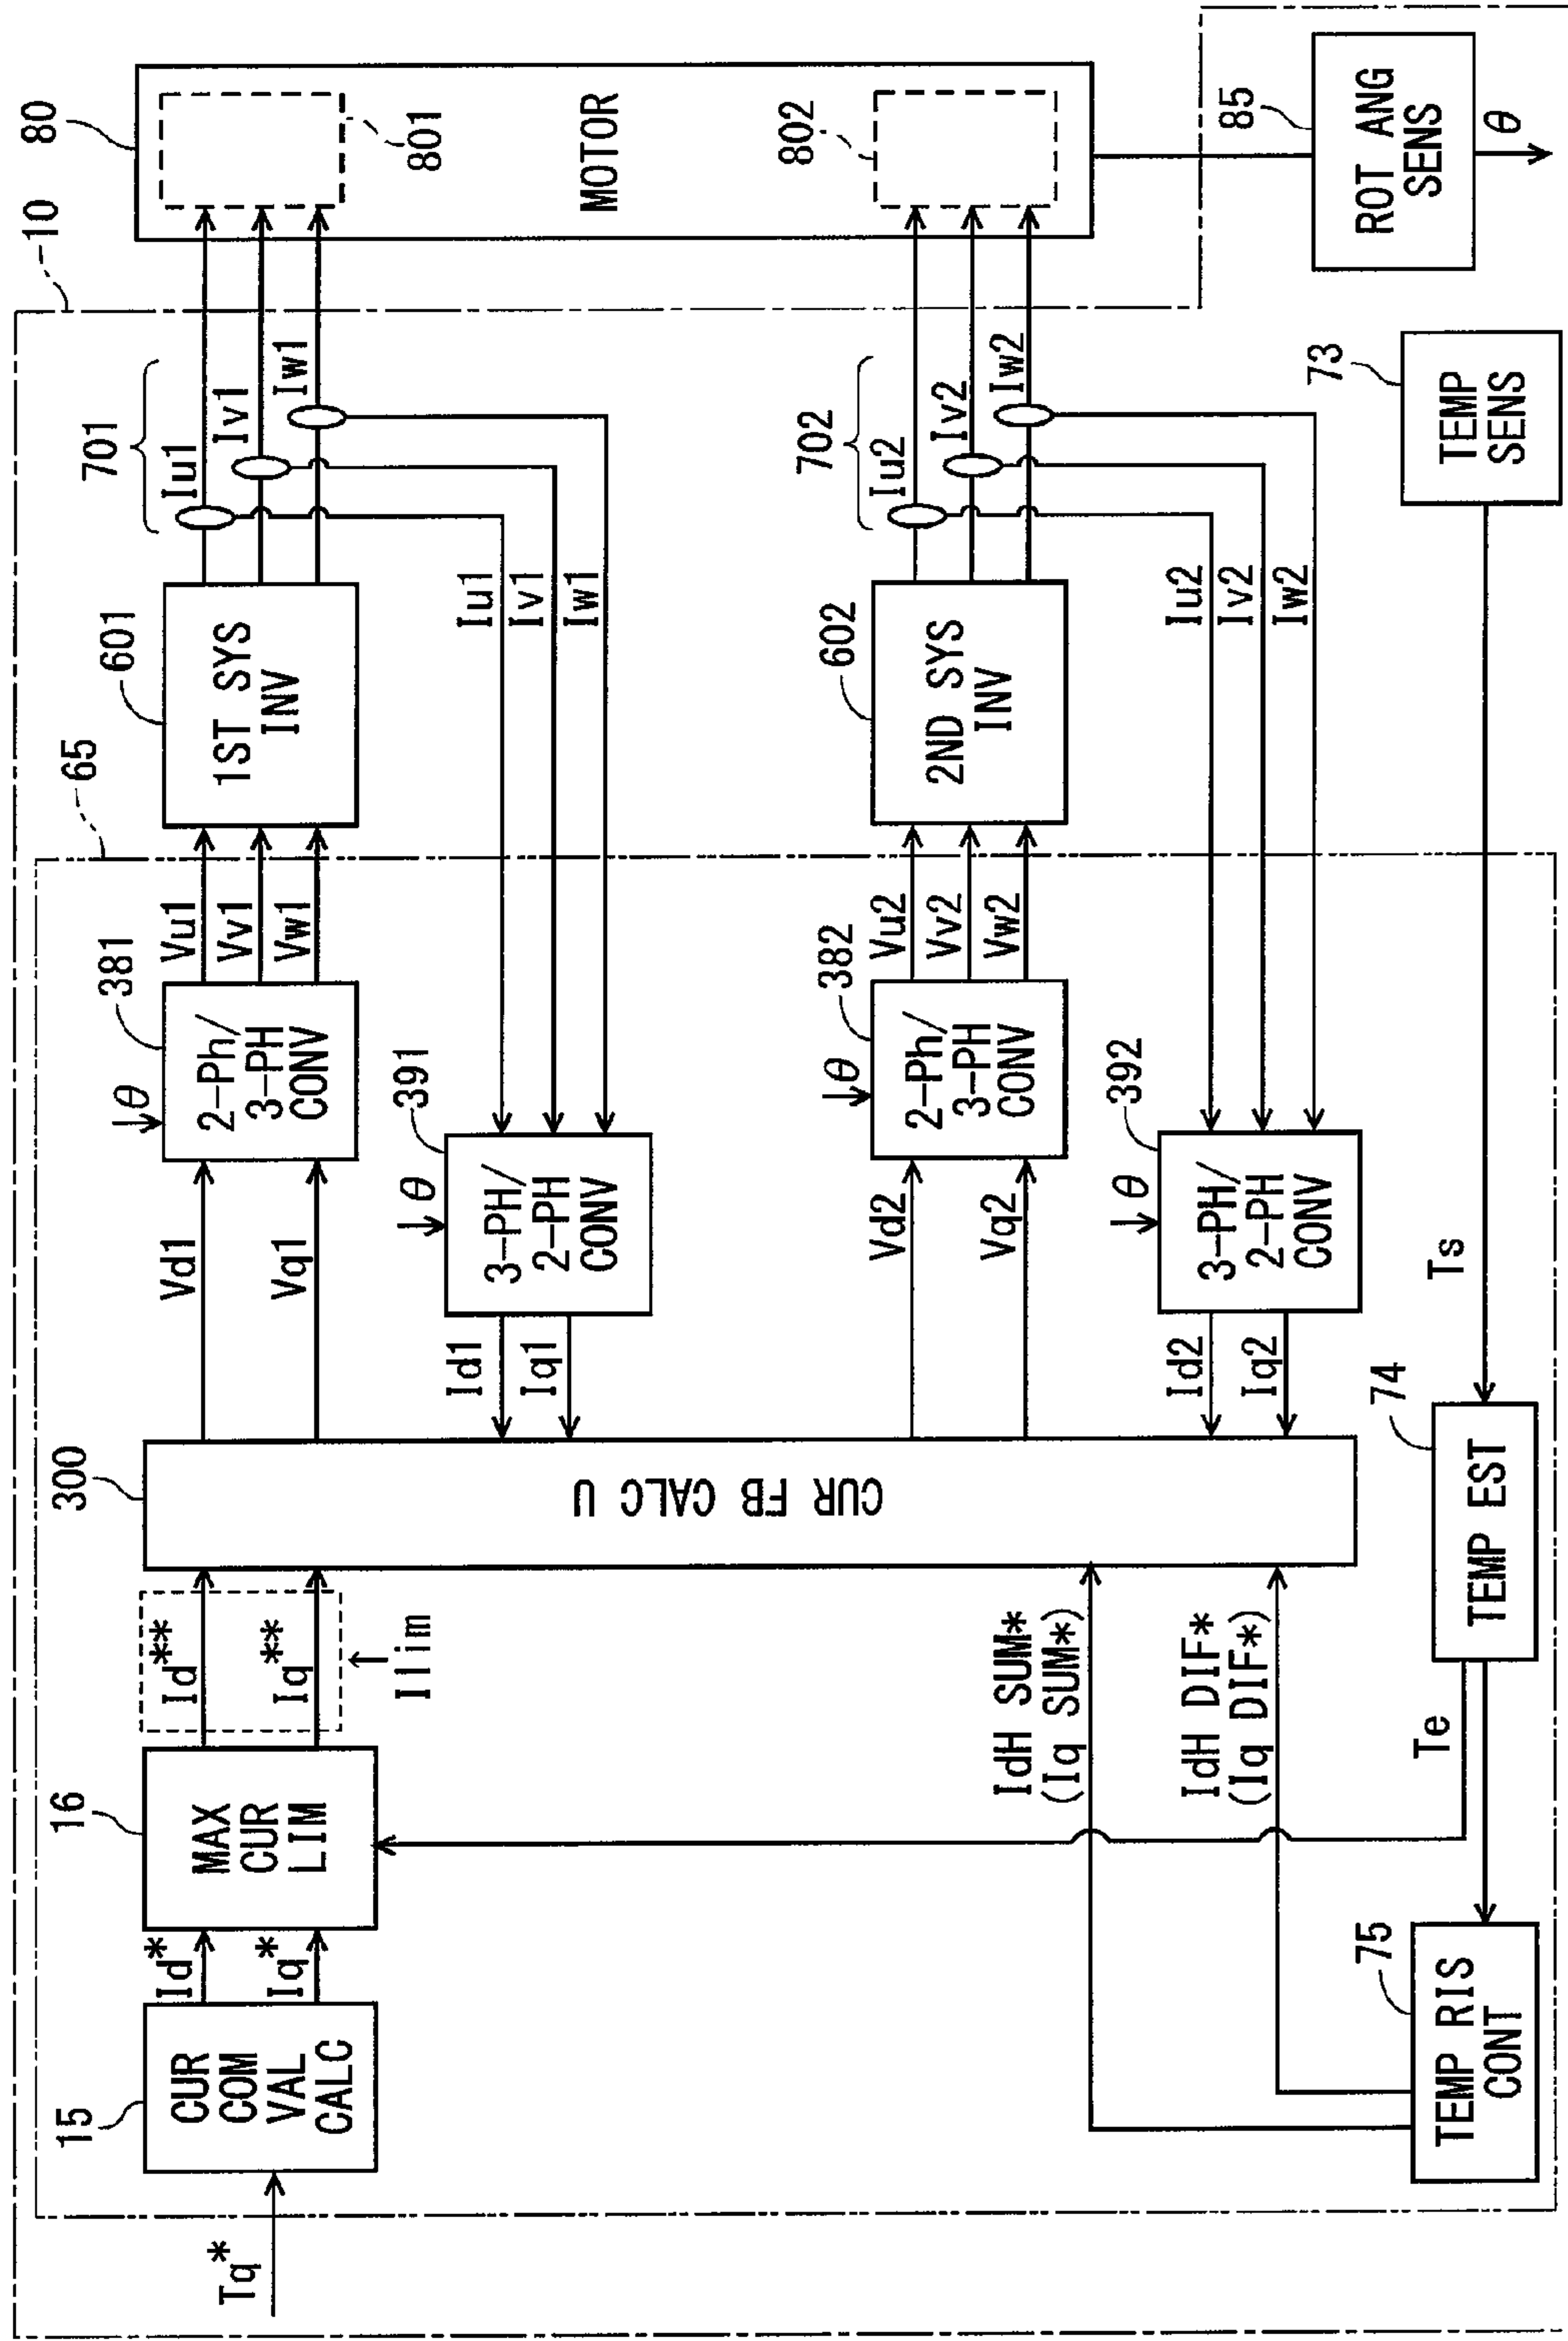 10
65
Tq*
15
CUR
COM
VAL
CALC
Id*
Iq*
16
MAX
CUR
LIM
Id**
Iq**
Ilim
300
CUR FB CALC U
Vd1
Vq1
θ
381
2-Ph/
3-PH
CONV
Vu1
Vv1
Vw1
601
1ST SYS
INV
701
Iu1
Iv1
Iw1
80
801
MOTOR
802
Id1
Iq1
θ
391
3-PH/
2-PH
CONV
Iu1
Iv1
Iw1
Vd2
Vq2
θ
382
2-Ph/
3-PH
CONV
Vu2
Vv2
Vw2
602
2ND SYS
INV
702
Iu2
Iv2
Iw2
Id2
Iq2
θ
392
3-PH/
2-PH
CONV
Iu2
Iv2
Iw2
IdH SUM*
(Iq SUM*)
IdH DIF*
(Iq DIF*)
75
TEMP RIS
CONT
Te
74
TEMP EST
Ts
73
TEMP
SENS
85
ROT ANG
SENS
θ